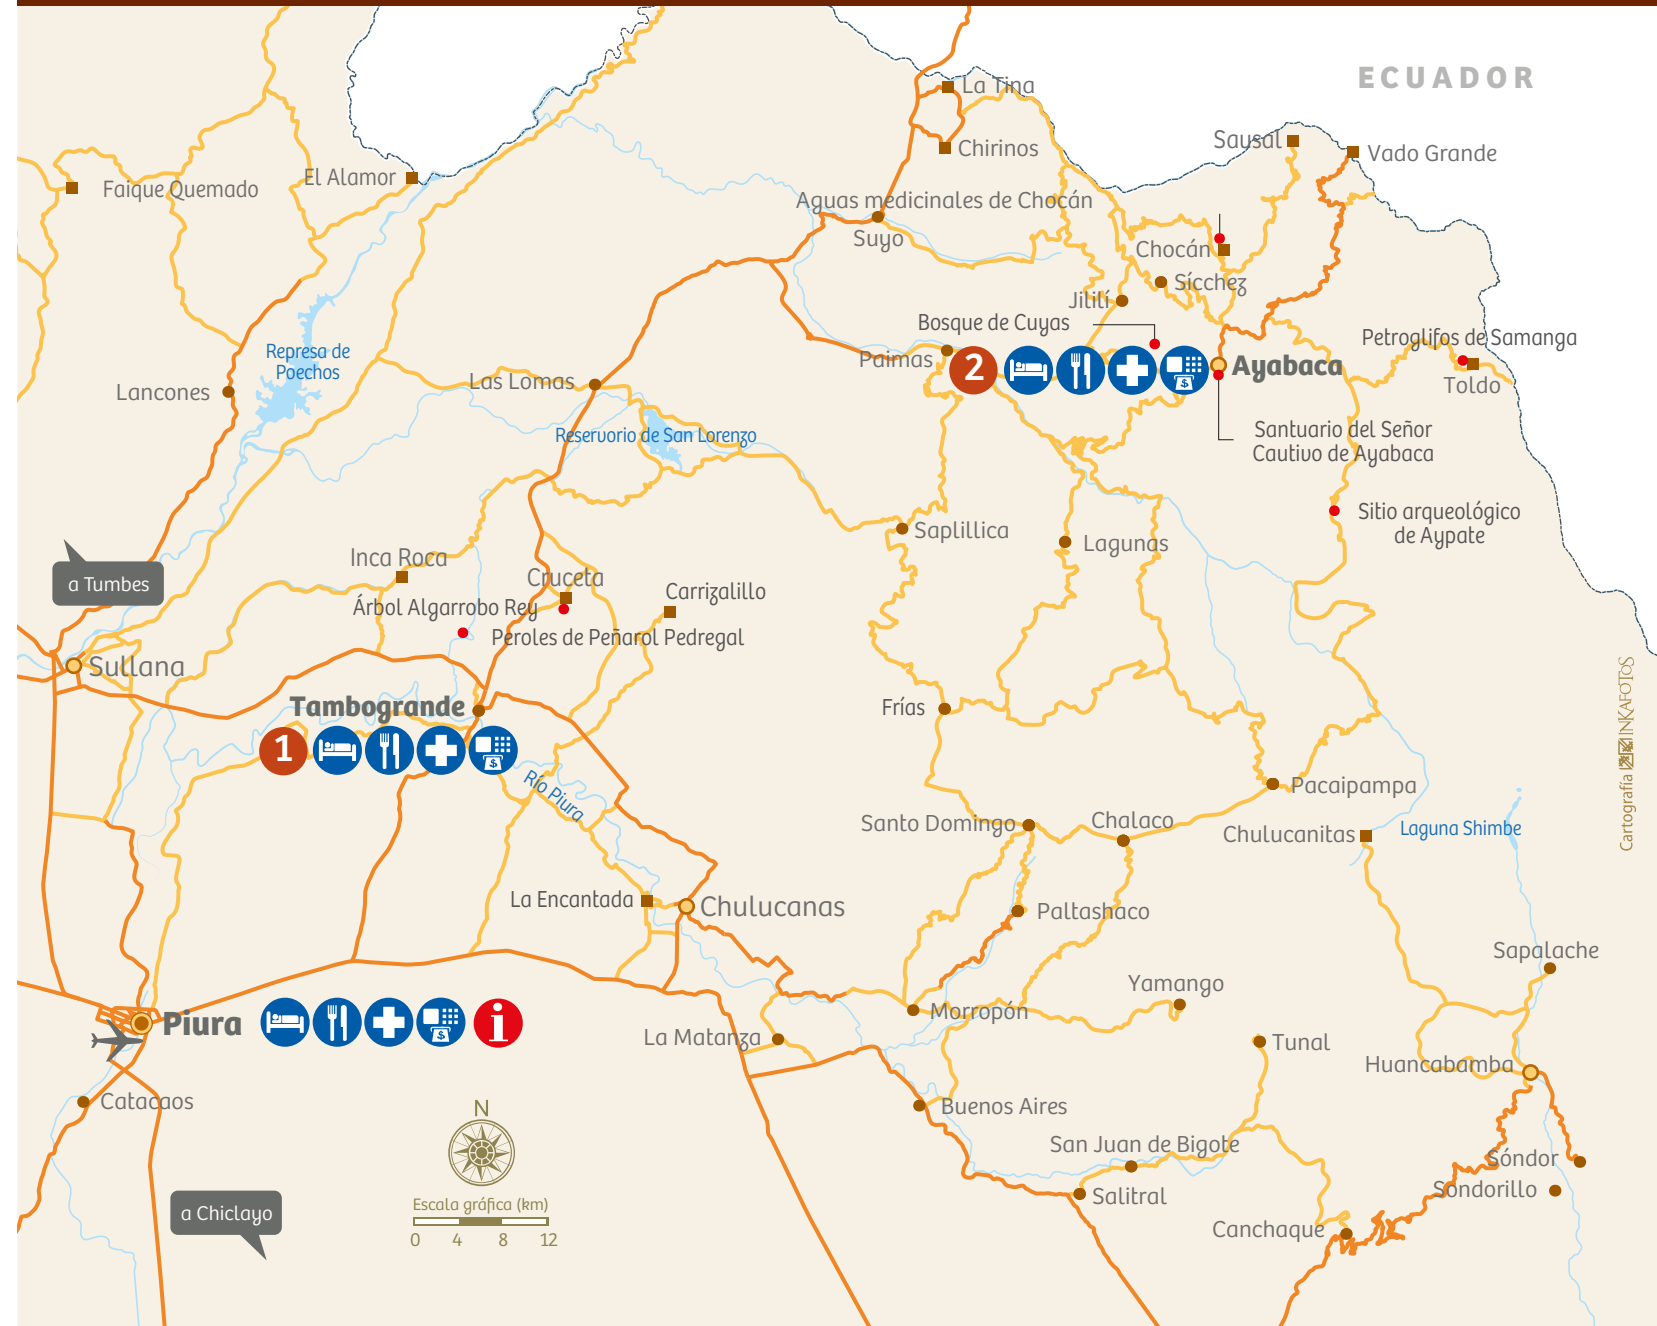 ECUADOR
La Tina
Chirinos
Sausal
Vado Grande
Faique Quemado
El Alamor
Aguas medicinales de Chocán
Suyo
Chocán
Sícchez
Jililí
Bosque de Cuyas
Petroglifos de Samanga
Represa de
Poechos
Paimas
2
$
Ayabaca
Toldo
Lancones
Las Lomas
Reservorio de San Lorenzo
Santuario del Señor
Cautivo de Ayabaca
Sitio arqueológico
de Aypate
Saplillica
Lagunas
a Tumbes
Inca Roca
Cruceta
Carrizalillo
Árbol Algarrobo Rey
Peroles de Peñarol Pedregal
Sullana
Tambogrande
1
$
Río Piura
Frías
Pacaipampa
Santo Domingo
Chalaco
Chulucanitas
Laguna Shimbe
Cartografía
INKAFOTOS
La Encantada
Chulucanas
Paltashaco
Sapalache
Yamango
Morropón
Piura
$
i
La Matanza
Tunal
Huancabamba
Catacaos
Buenos Aires
N
San Juan de Bigote
Sóndor
Sondorillo
Salitral
a Chiclayo
Escala gráfica (km)
0 4 8 12
Canchaque